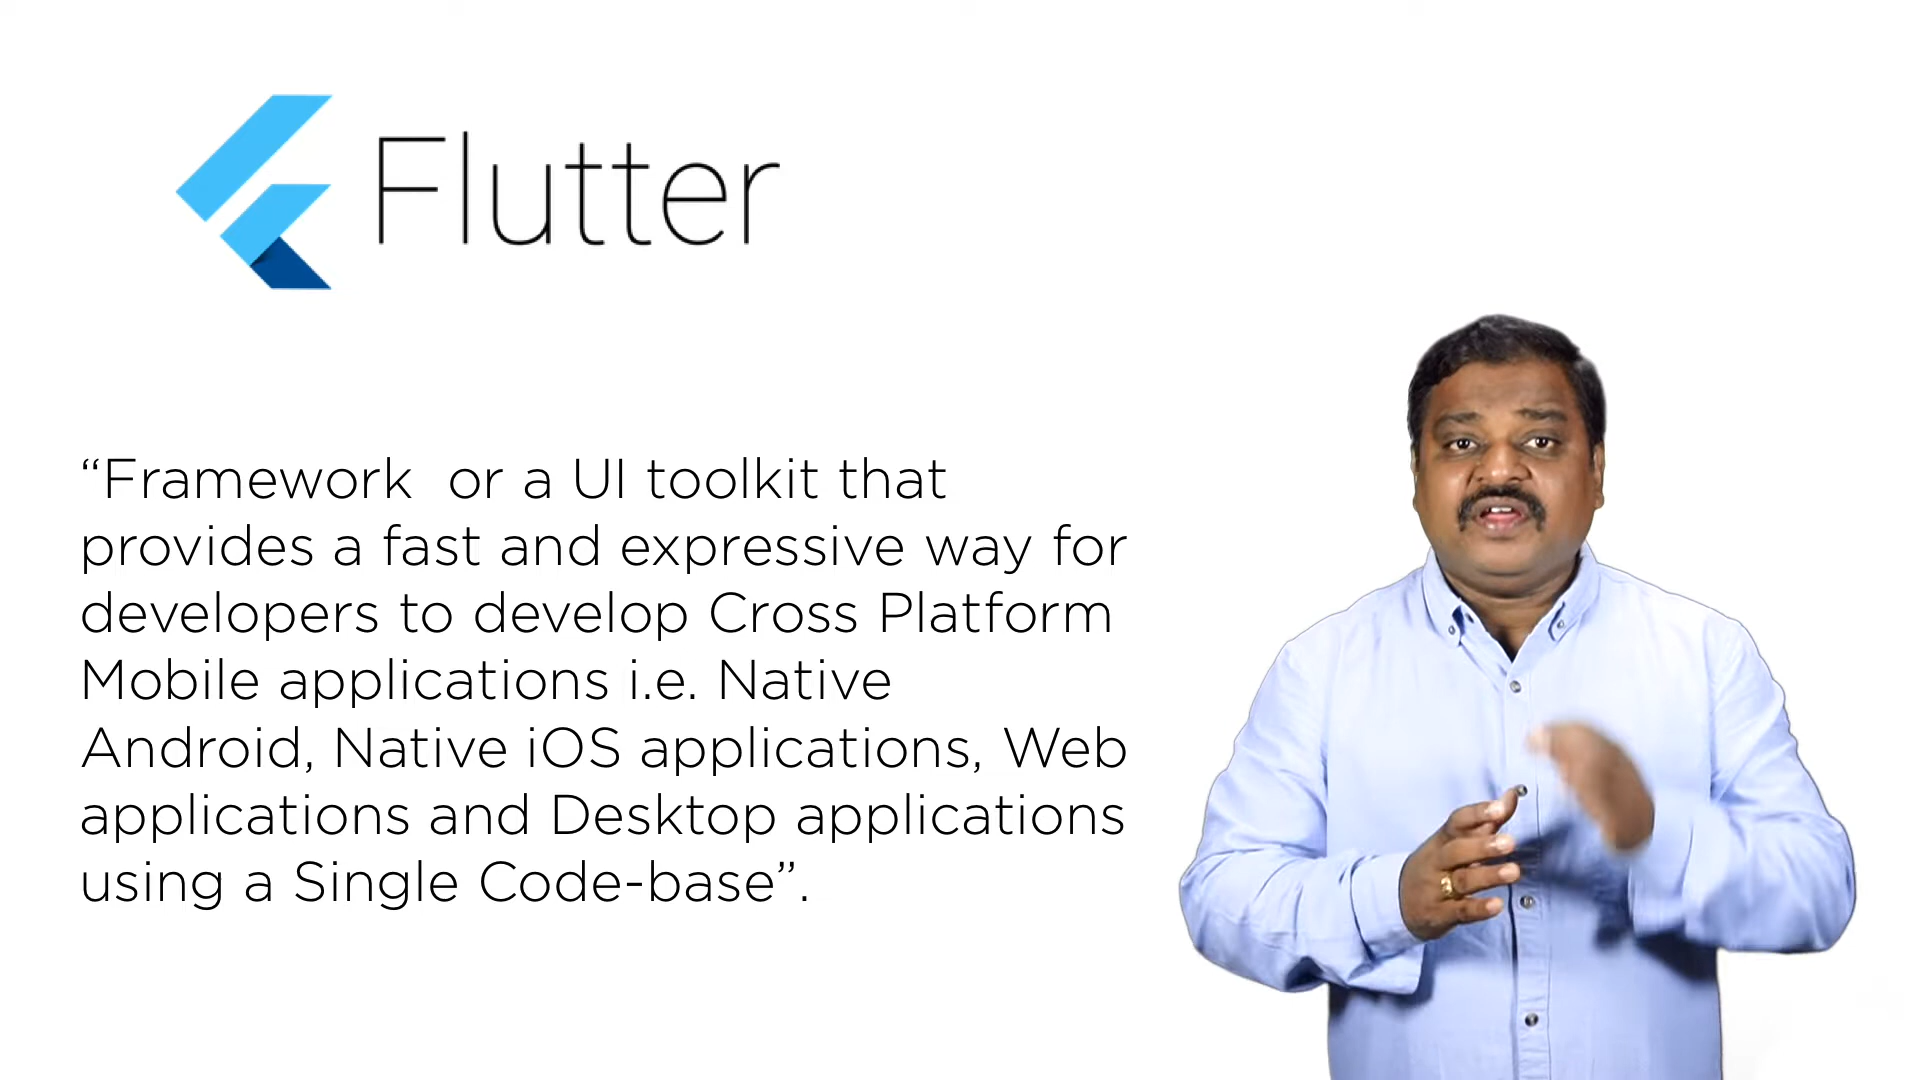 Flutter
“Framework  or a UI toolkit that
provides a fast and expressive way for
developers to develop Cross Platform
Mobile applications i.e. Native
Android, Native iOS applications, Web
applications and Desktop applications
using a Single Code-base”.